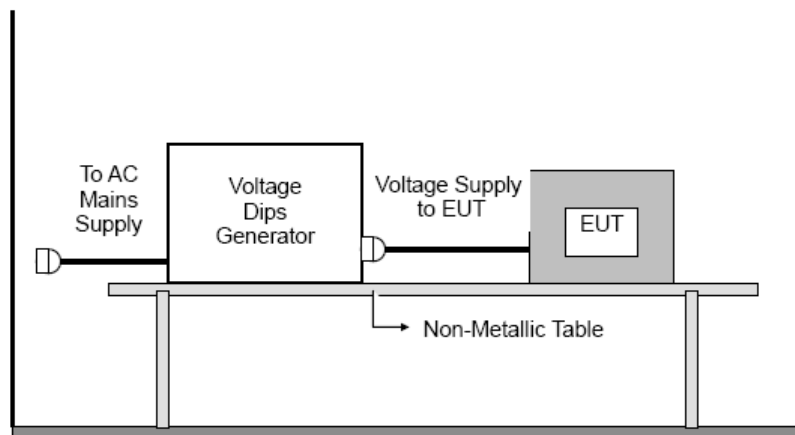 To AC
Mains
Supply
Voltage
Dips
Generator
Voltage Supply
to EUT
EUT
Non-Metallic Table